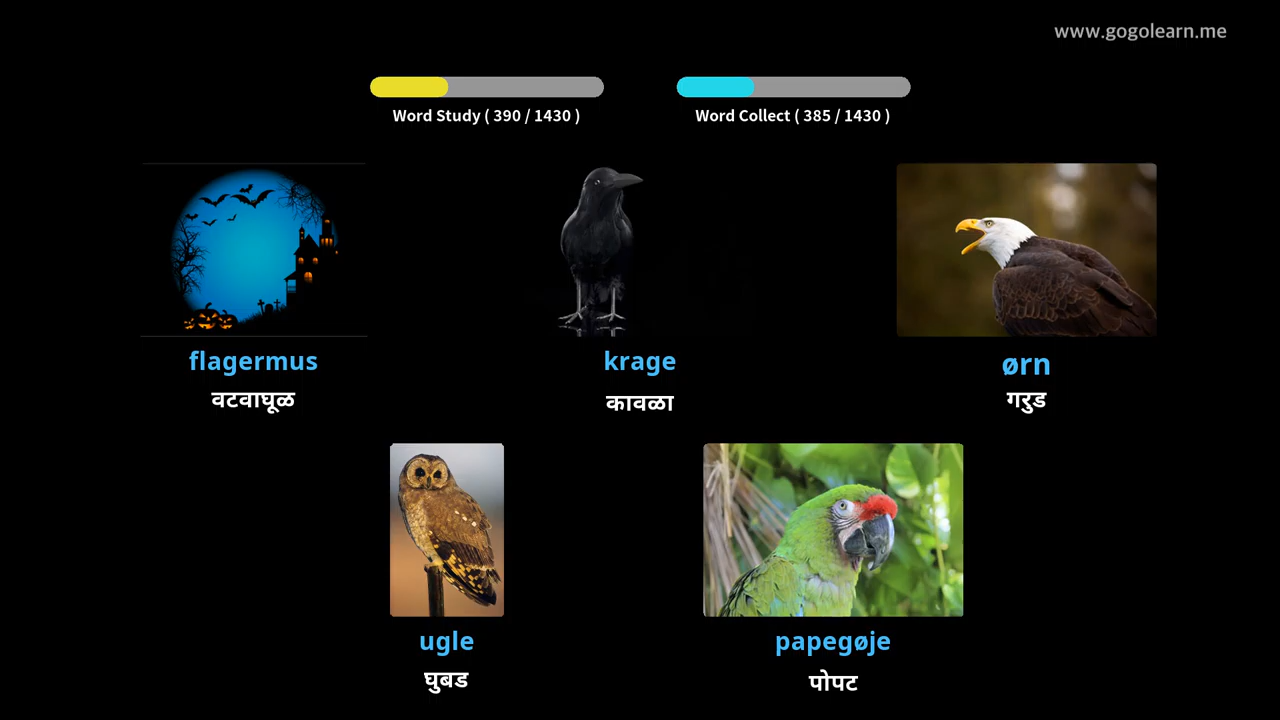 www.gogolearn.me
Word Study ( 390 / 1430 )
Word Collect ( 385 / 1430 )
flagermus
वटवाघूळ
krage
कावळा
ørn
गरुड
ugle
घुबड
papegøje
पोपट